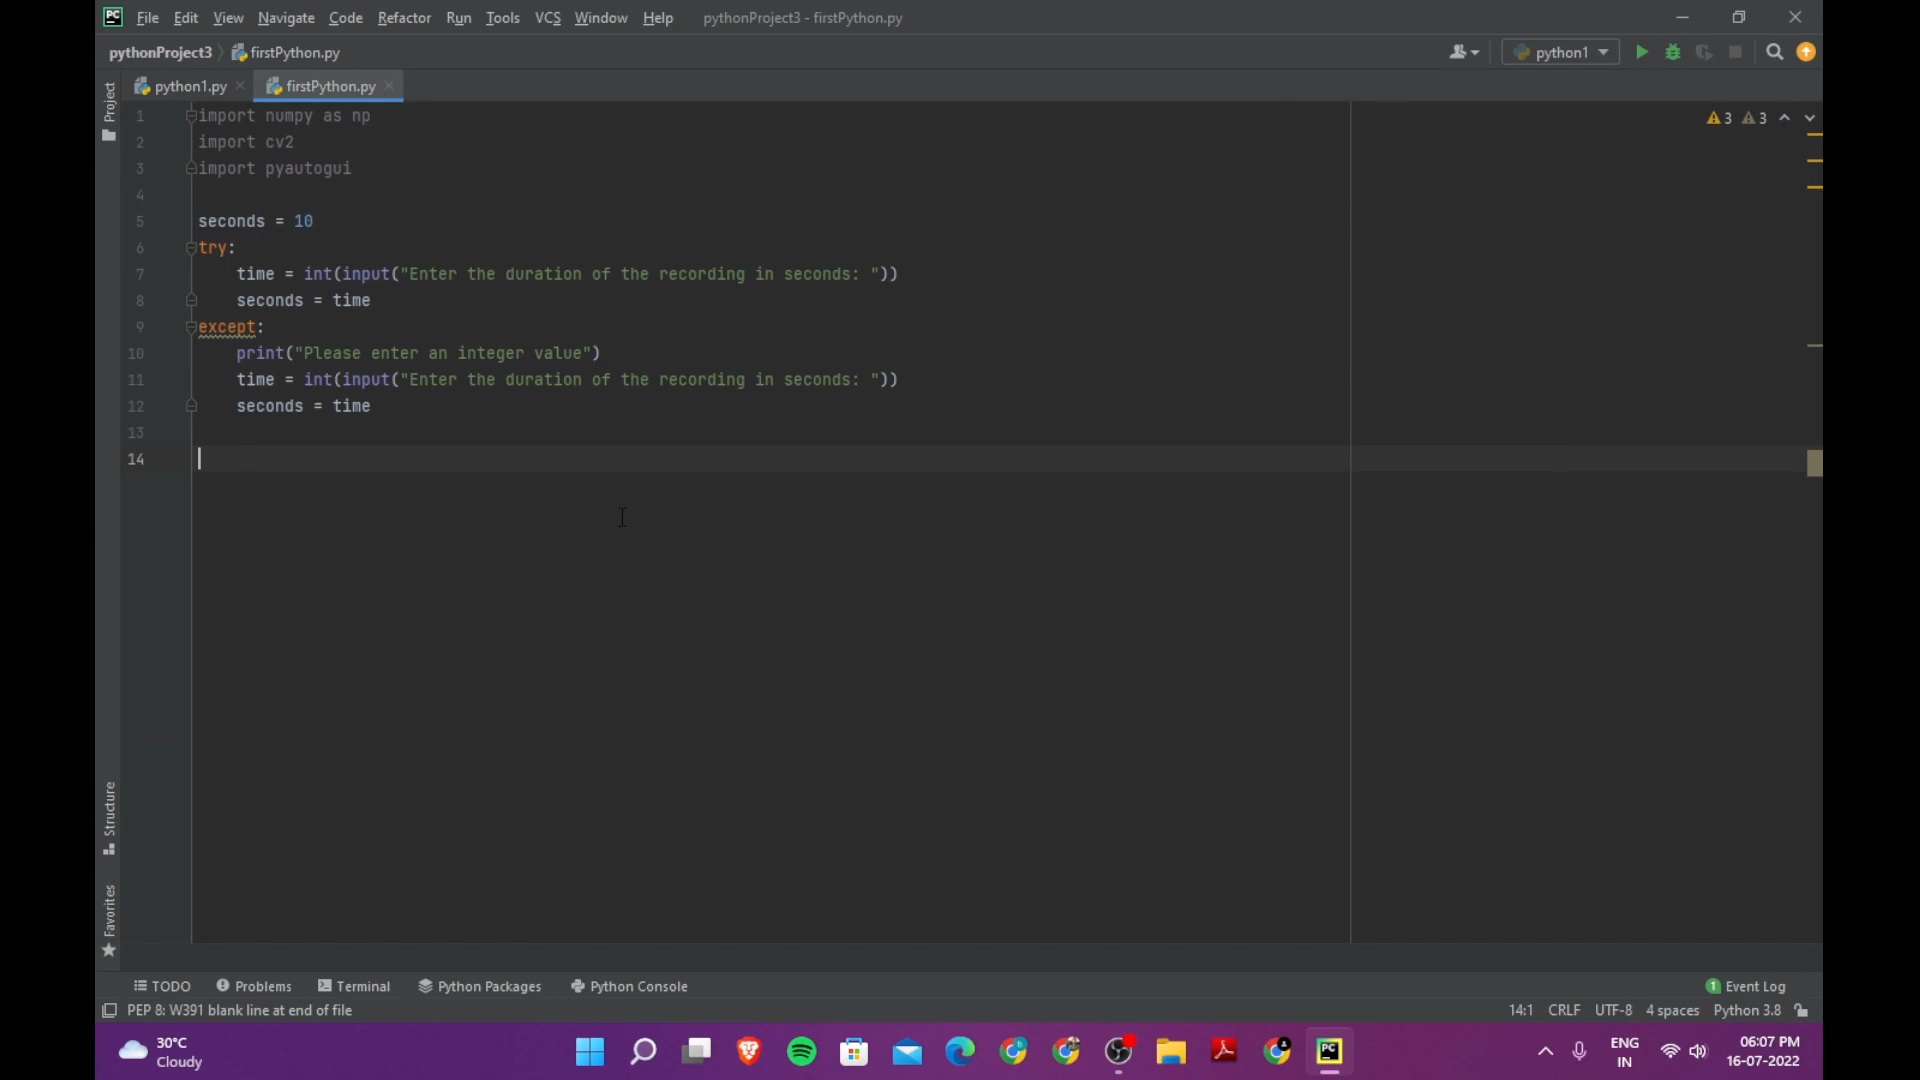 PC File Edit View Navigate Code Refactor Run Tools VCS Window Help pythonProject3 - firstPython.py
pythonProject3 firstPython.py python1
python1.py firstPython.py
Project
3 3
1 import numpy as np
2 import cv2
3 import pyautogui
4
5 seconds = 10
6 try:
7 time = int(input("Enter the duration of the recording in seconds: "))
8 seconds = time
9 except:
10 print("Please enter an integer value")
11 time = int(input("Enter the duration of the recording in seconds: "))
12 seconds = time
13
14
Structure
Favorites
TODO Problems Terminal Python Packages Python Console 1 Event Log
PEP 8: W391 blank line at end of file 14:1 CRLF UTF-8 4 spaces Python 3.8
30°C
Cloudy
PC
ENG
IN
06:07 PM
16-07-2022